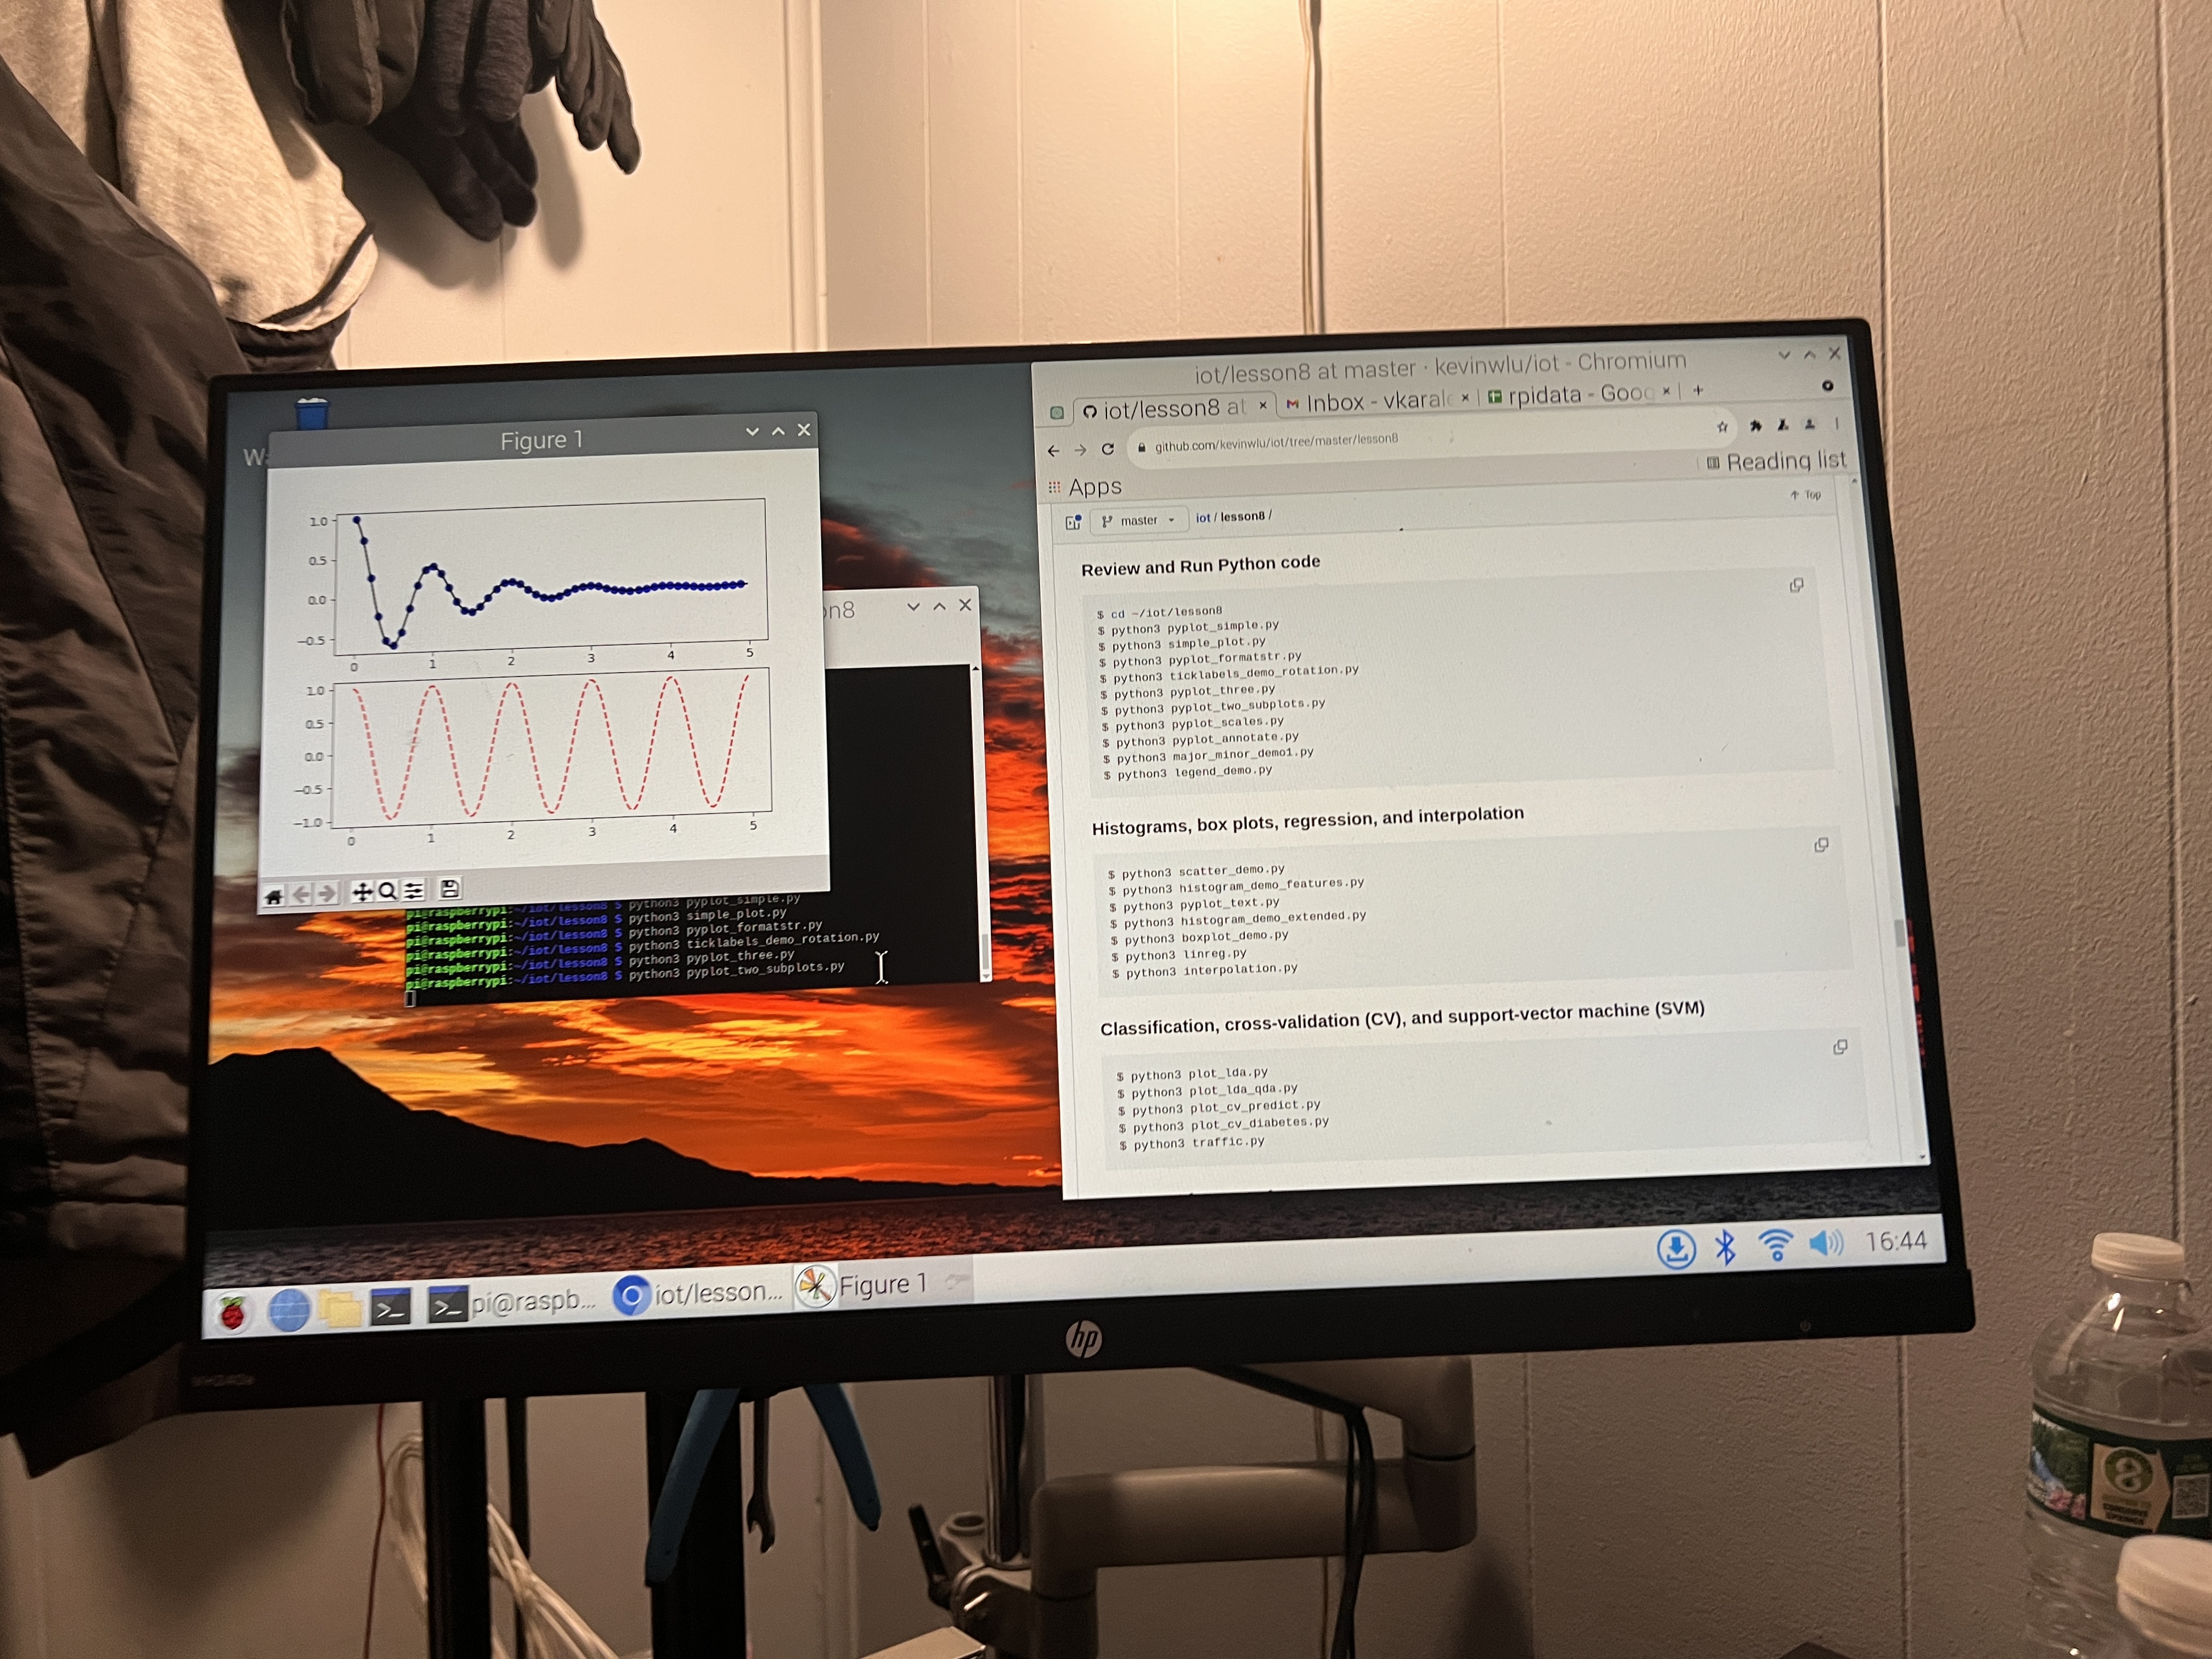 W
Figure 1
1.0
0.5
0.0
−0.5
0 1 2 3 4 5
1.0
0.5
0.0
−0.5
−1.0
0 1 2 3 4 5
n8
pi@raspberrypi:~/iot/lesson8 $ python3 pyplot_simple.py
pi@raspberrypi:~/iot/lesson8 $ python3 simple_plot.py
pi@raspberrypi:~/iot/lesson8 $ python3 pyplot_formatstr.py
pi@raspberrypi:~/iot/lesson8 $ python3 ticklabels_demo_rotation.py
pi@raspberrypi:~/iot/lesson8 $ python3 pyplot_three.py
pi@raspberrypi:~/iot/lesson8 $ python3 pyplot_two_subplots.py
iot/lesson8 at master · kevinwlu/iot - Chromium
iot/lesson8 at Inbox - vkaral rpidata - Goog
github.com/kevinwlu/iot/tree/master/lesson8
Reading list
Apps
Top
master iot / lesson8 /
Review and Run Python code
$ cd ~/iot/lesson8
$ python3 pyplot_simple.py
$ python3 simple_plot.py
$ python3 pyplot_formatstr.py
$ python3 ticklabels_demo_rotation.py
$ python3 pyplot_three.py
$ python3 pyplot_two_subplots.py
$ python3 pyplot_scales.py
$ python3 pyplot_annotate.py
$ python3 major_minor_demo1.py
$ python3 legend_demo.py
Histograms, box plots, regression, and interpolation
$ python3 scatter_demo.py
$ python3 histogram_demo_features.py
$ python3 pyplot_text.py
$ python3 histogram_demo_extended.py
$ python3 boxplot_demo.py
$ python3 linreg.py
$ python3 interpolation.py
Classification, cross-validation (CV), and support-vector machine (SVM)
$ python3 plot_lda.py
$ python3 plot_lda_qda.py
$ python3 plot_cv_predict.py
$ python3 plot_cv_diabetes.py
$ python3 traffic.py
pi@raspb... iot/lesson... Figure 1
16:44
hp